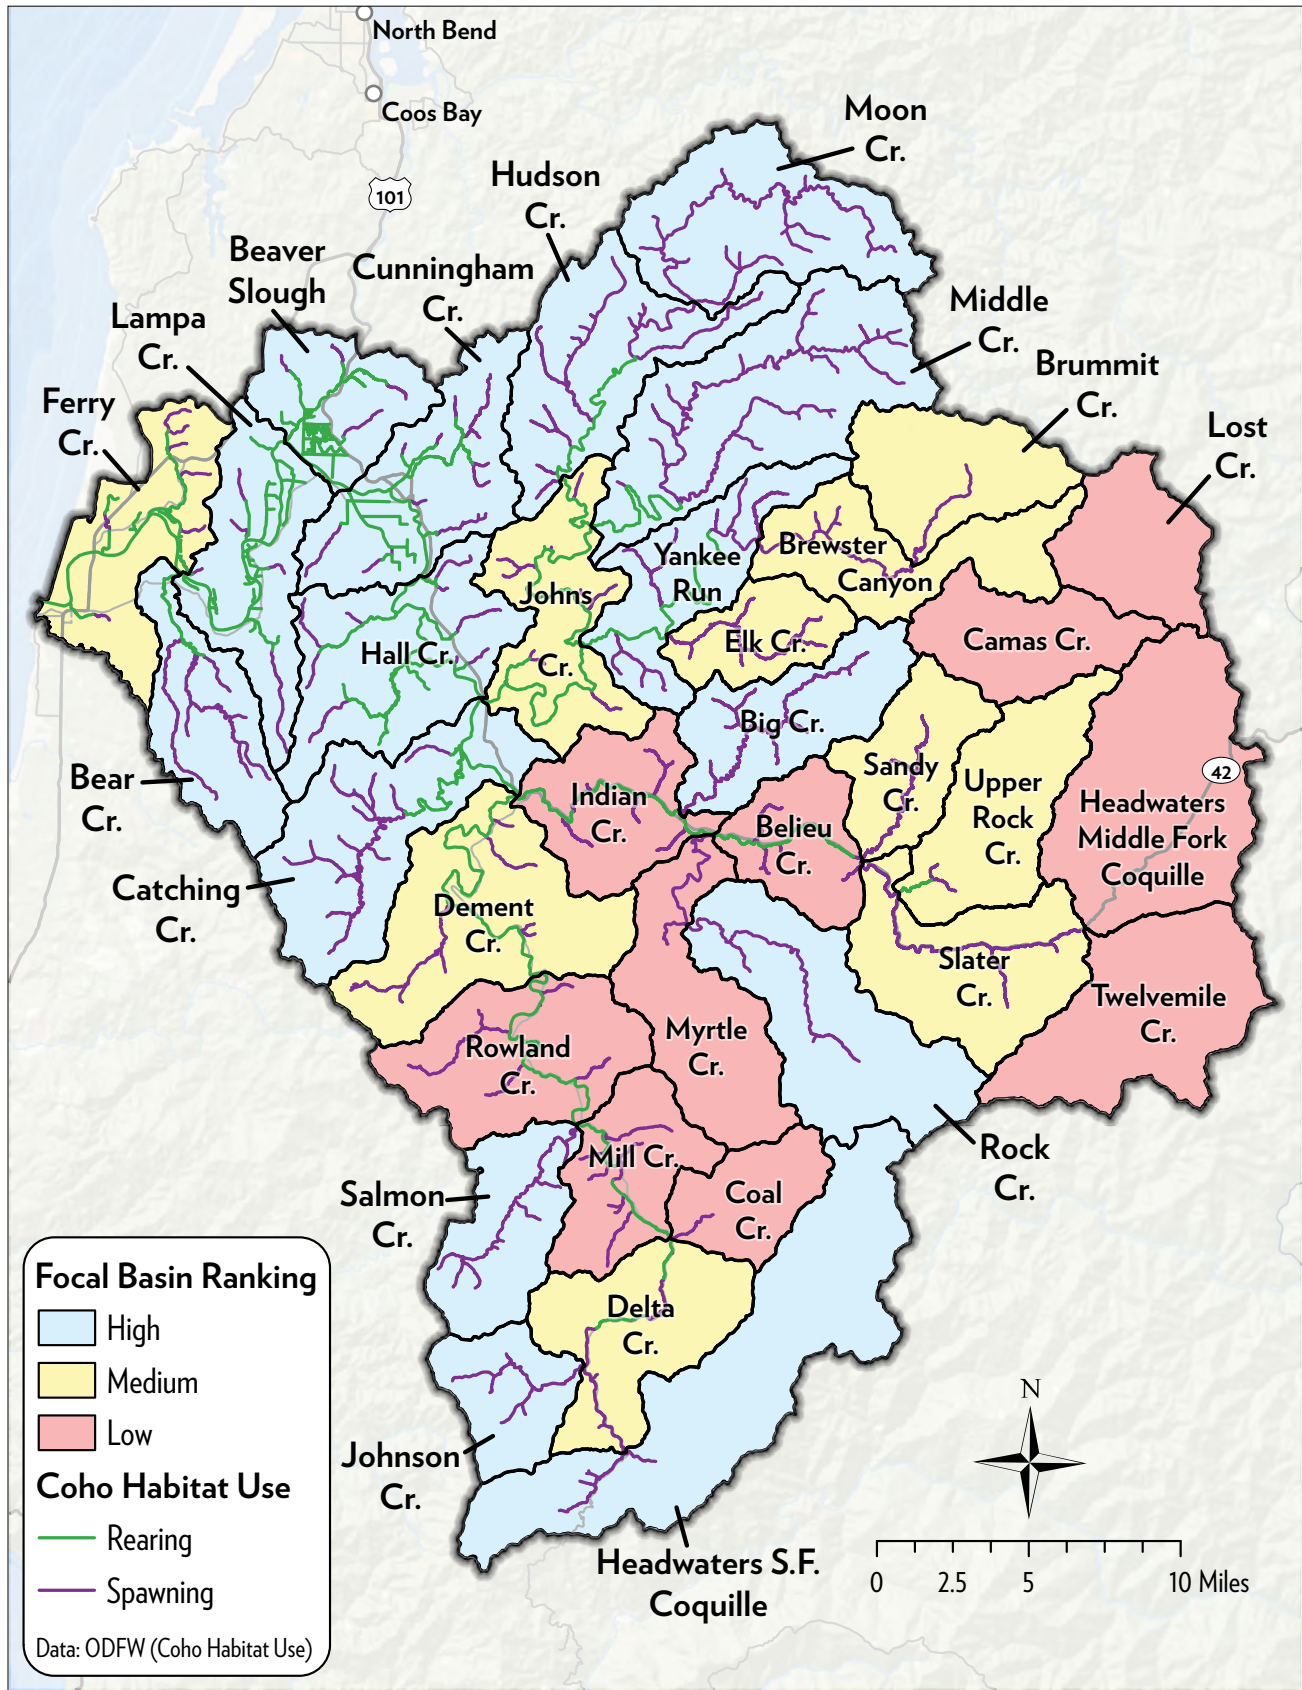 North Bend
Coos Bay
101
Moon
Cr.
Hudson
Cr.
Beaver
Slough
Cunningham
Cr.
Lampa
Cr.
Middle
Cr.
Brummit
Cr.
Ferry
Cr.
Lost
Cr.
Yankee
Run
Brewster
Canyon
Johns
Cr.
Elk Cr.
Camas Cr.
Hall Cr.
Big Cr.
Bear
Cr.
Sandy
Cr.
Upper
Rock
Cr.
42
Headwaters
Middle Fork
Coquille
Indian
Cr.
Belieu
Cr.
Catching
Cr.
Dement
Cr.
Slater
Cr.
Twelvemile
Cr.
Rowland
Cr.
Myrtle
Cr.
Rock
Cr.
Mill Cr.
Coal
Cr.
Salmon
Cr.
Delta
Cr.
Johnson
Cr.
Headwaters S.F.
Coquille
Focal Basin Ranking
High
Medium
Low
Coho Habitat Use
Rearing
Spawning
Data: ODFW (Coho Habitat Use)
N
0 2.5 5 10 Miles